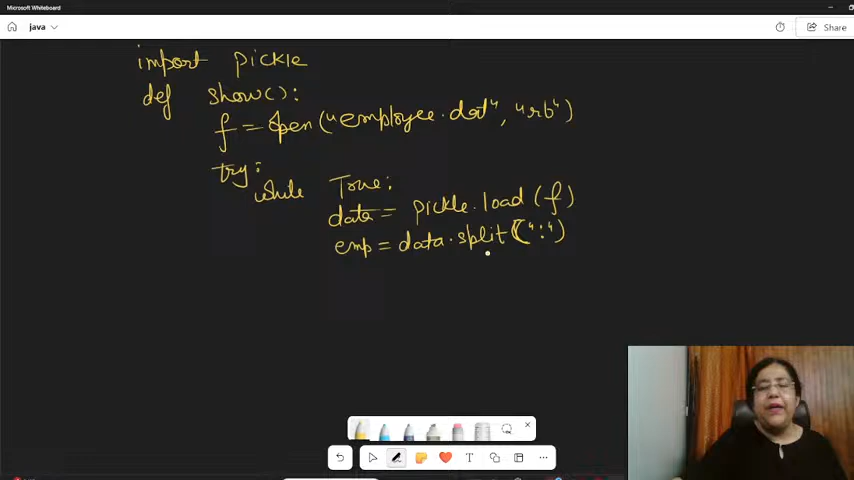 Microsoft Whiteboard
java
Share
import pickle
def show():
f = open("employee.dat", "rb")
try:
while True:
data = pickle.load(f)
emp = data.split(":")